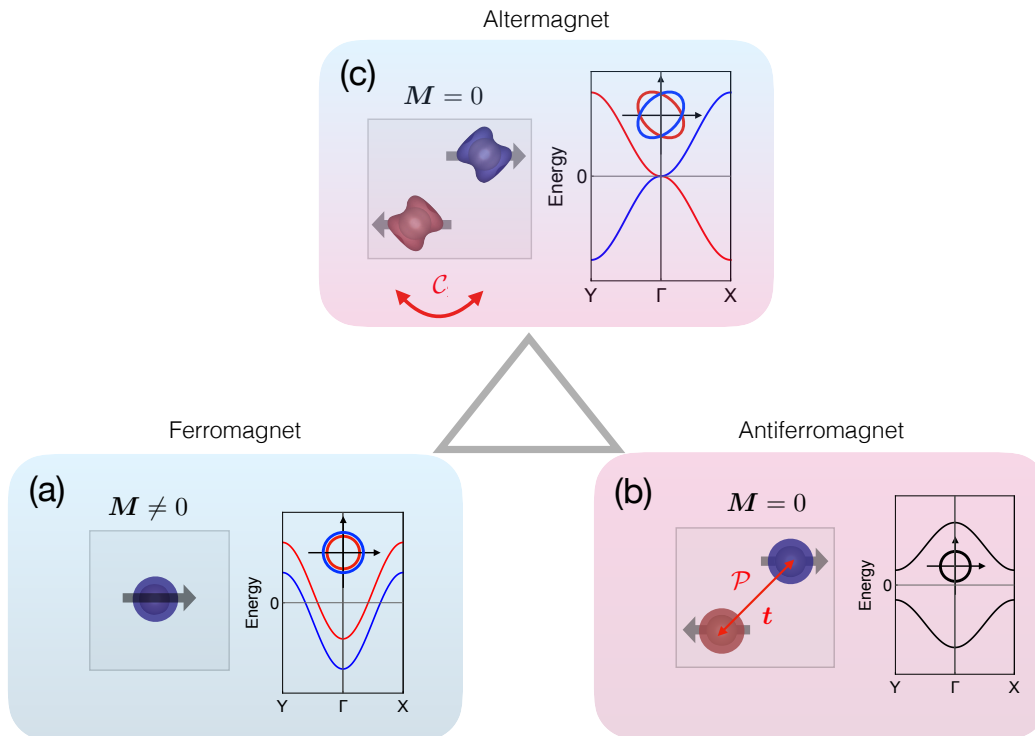 Altermagnet
(c)
M = 0
C
Energy
0
Y Γ X
Ferromagnet
(a)
M ≠ 0
Energy
0
Y Γ X
Antiferromagnet
(b)
M = 0
P
t
Energy
0
Y Γ X